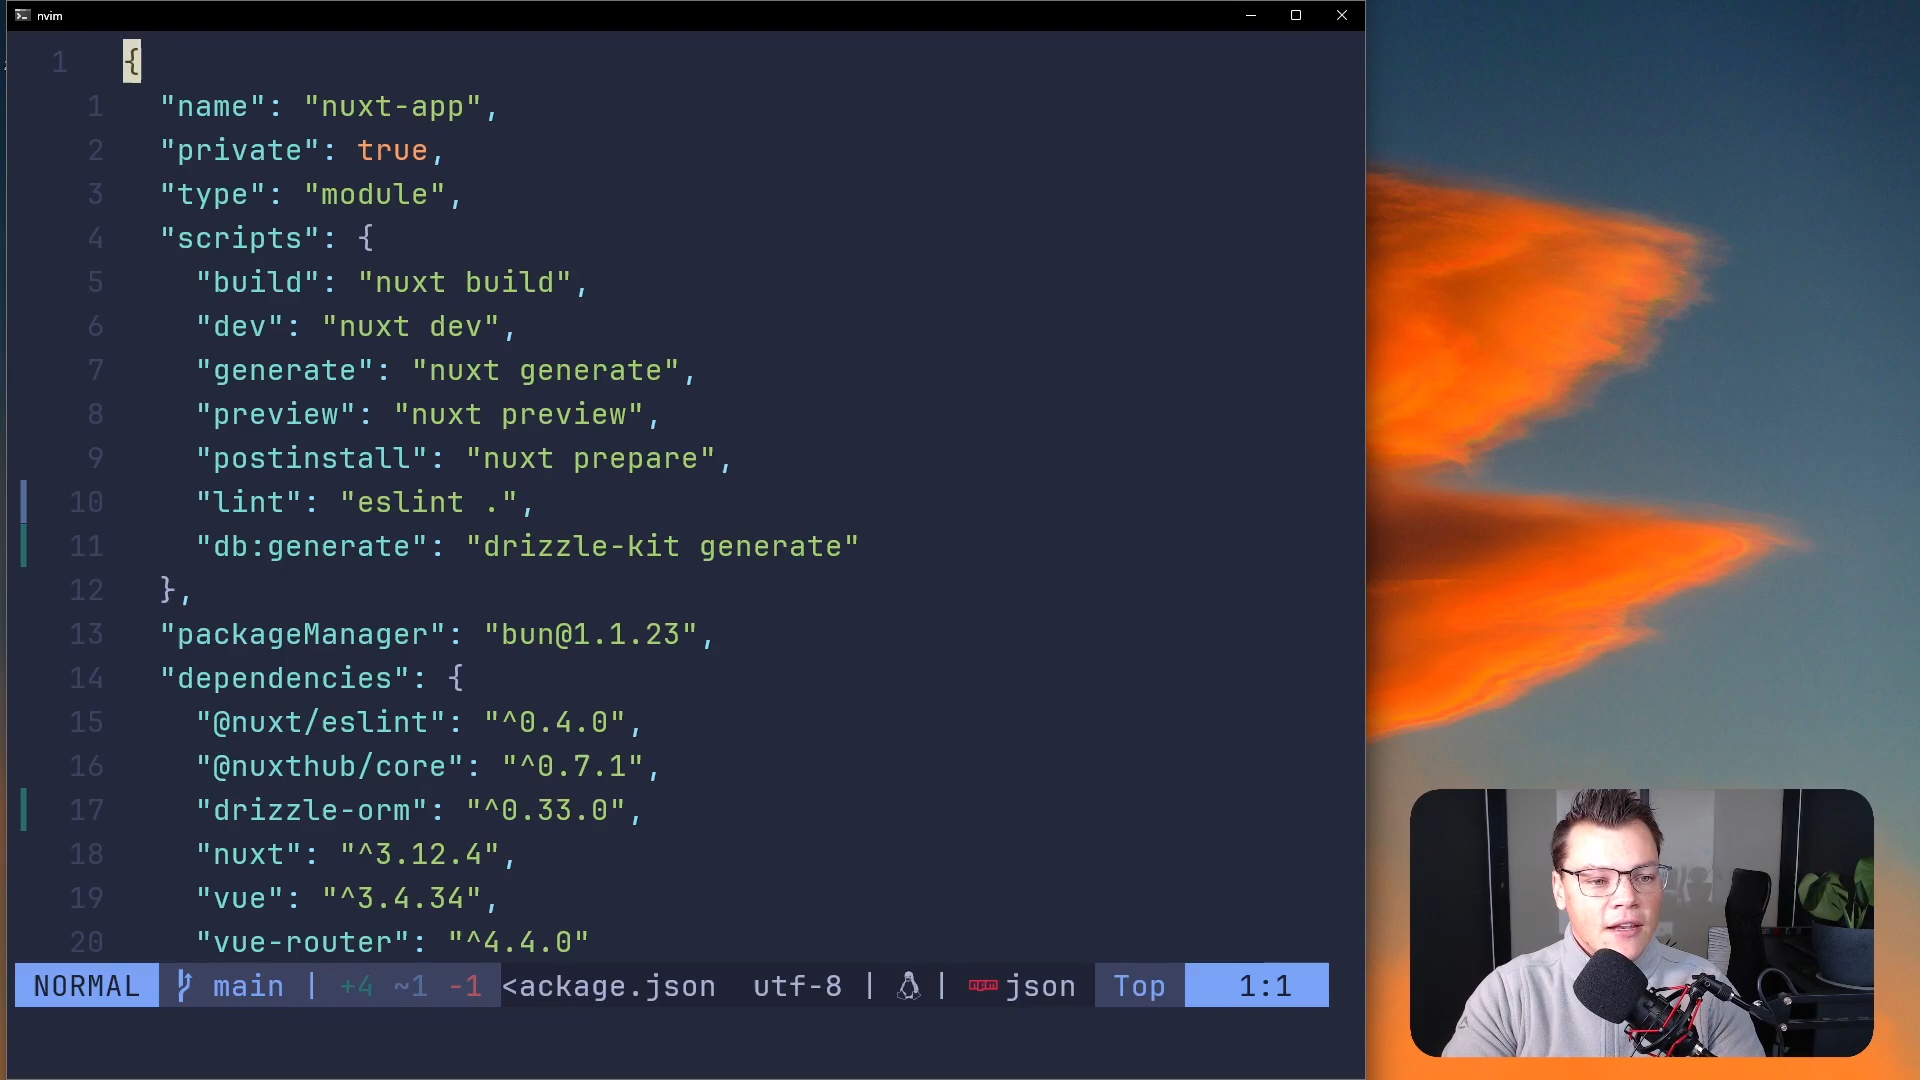 nvim
1 {
1 "name": "nuxt-app",
2 "private": true,
3 "type": "module",
4 "scripts": {
5 "build": "nuxt build",
6 "dev": "nuxt dev",
7 "generate": "nuxt generate",
8 "preview": "nuxt preview",
9 "postinstall": "nuxt prepare",
10 "lint": "eslint .",
11 "db:generate": "drizzle-kit generate"
12 },
13 "packageManager": "bun@1.1.23",
14 "dependencies": {
15 "@nuxt/eslint": "^0.4.0",
16 "@nuxthub/core": "^0.7.1",
17 "drizzle-orm": "^0.33.0",
18 "nuxt": "^3.12.4",
19 "vue": "^3.4.34",
20 "vue-router": "^4.4.0"
NORMAL main | +4 ~1 -1 <ackage.json utf-8 | | json Top 1:1